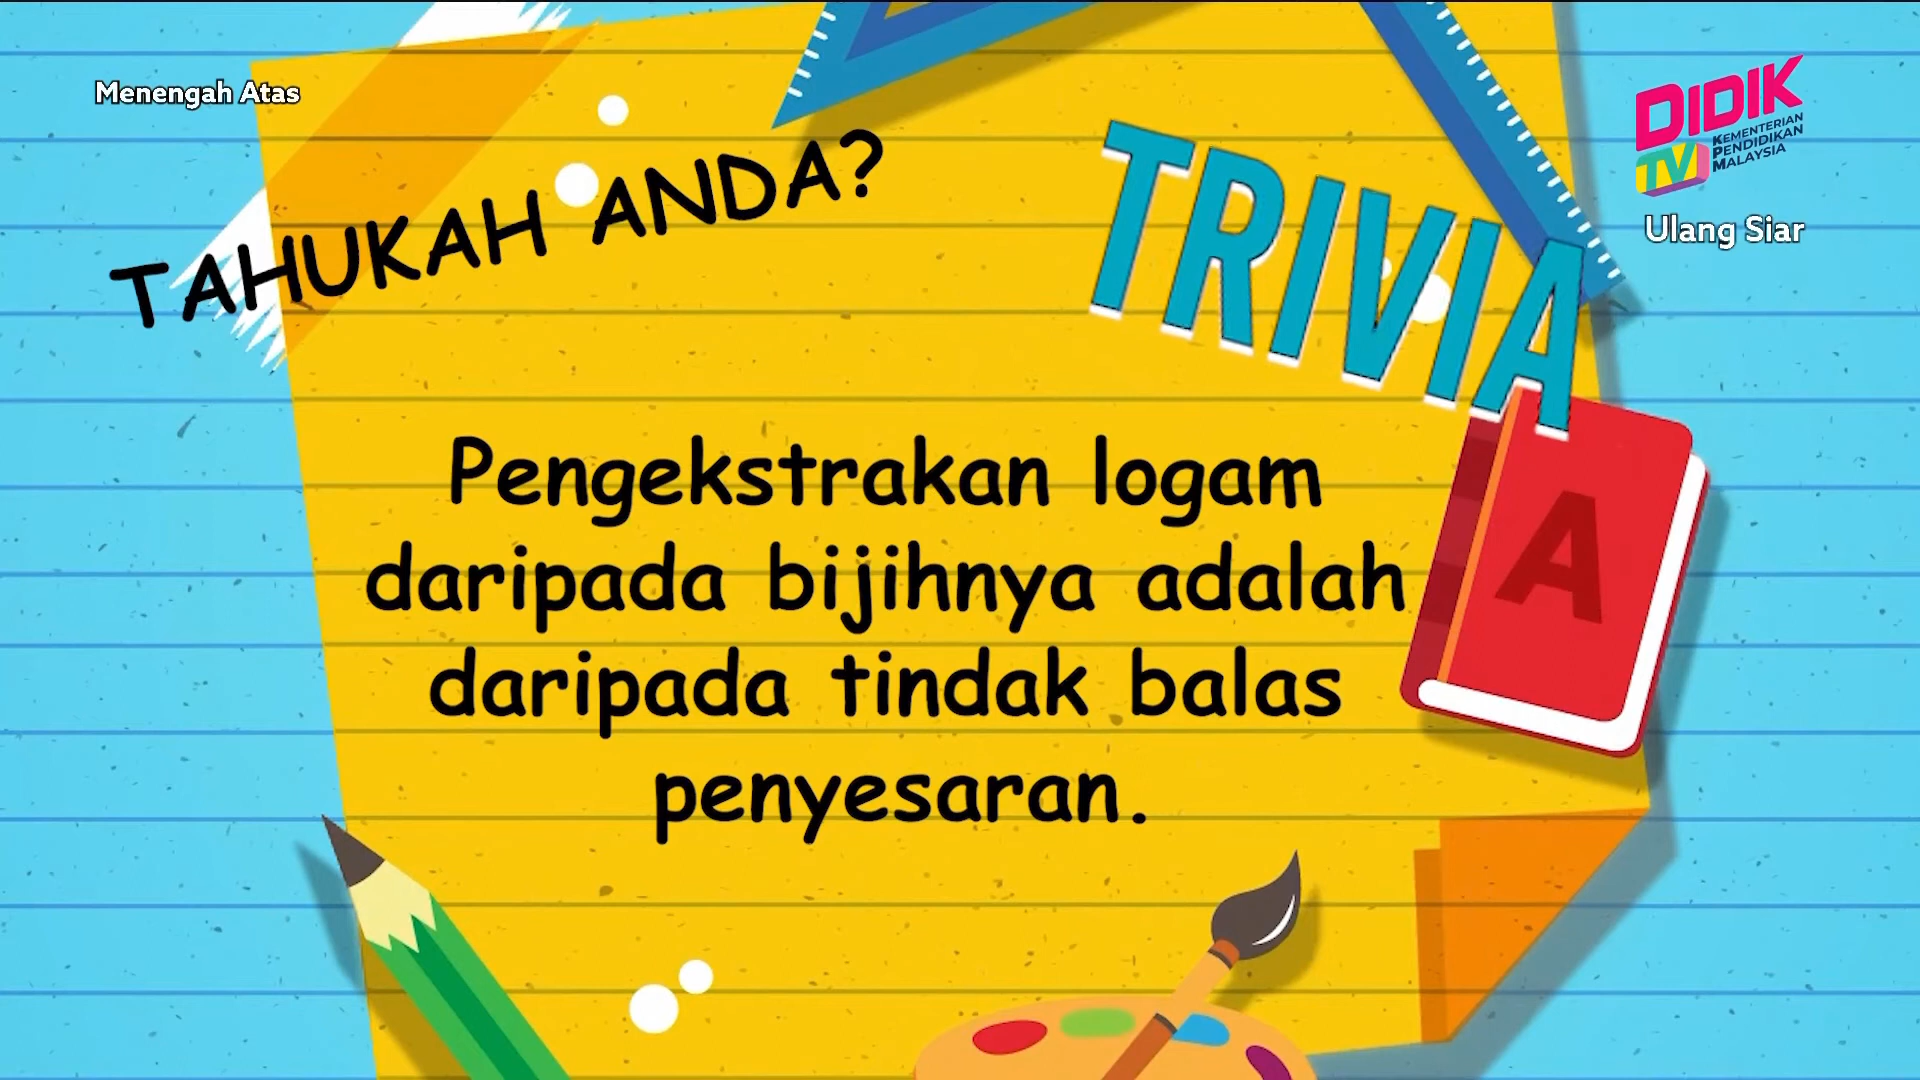 Menengah Atas
TAHUKAH ANDA?
TRIVIA
DIDIK
TV
KEMENTERIAN
PENDIDIKAN
MALAYSIA
Ulang Siar
Pengekstrakan logam
daripada bijihnya adalah
daripada tindak balas
penyesaran.
A